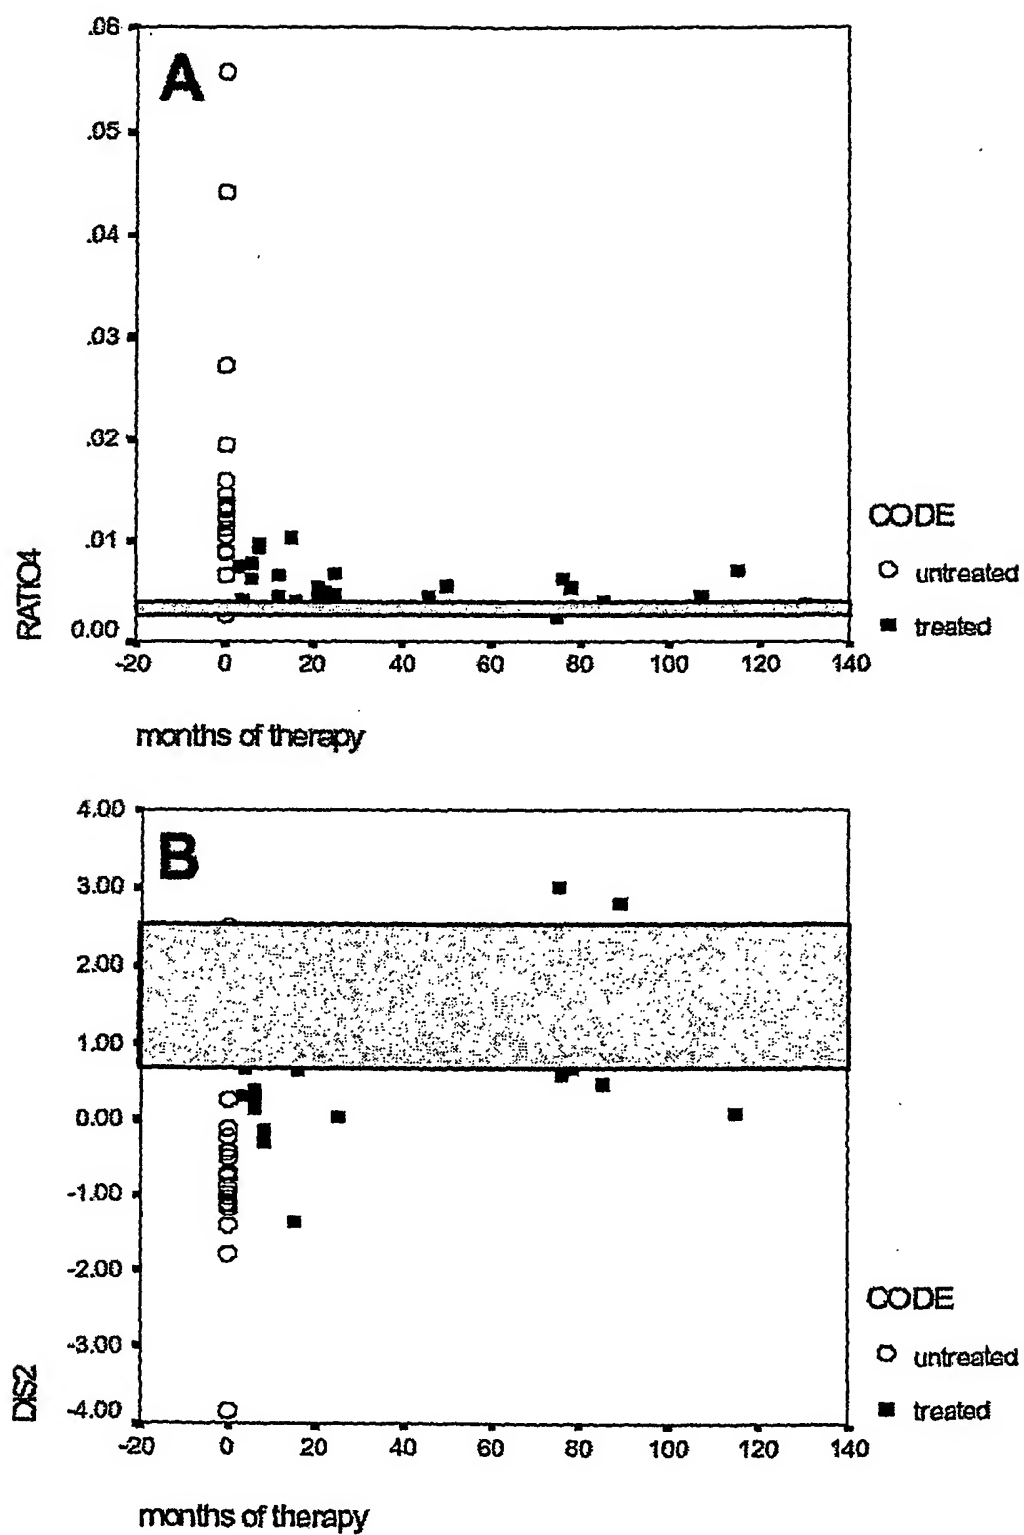 .06
A
.05
.04
.03
.02
.01
0.00
RATIO4
-20 0 20 40 60 80 100 120 140
months of therapy
CODE
untreated
treated
4.00
B
3.00
2.00
1.00
0.00
-1.00
-2.00
-3.00
-4.00
DIS2
-20 0 20 40 60 80 100 120 140
months of therapy
CODE
untreated
treated